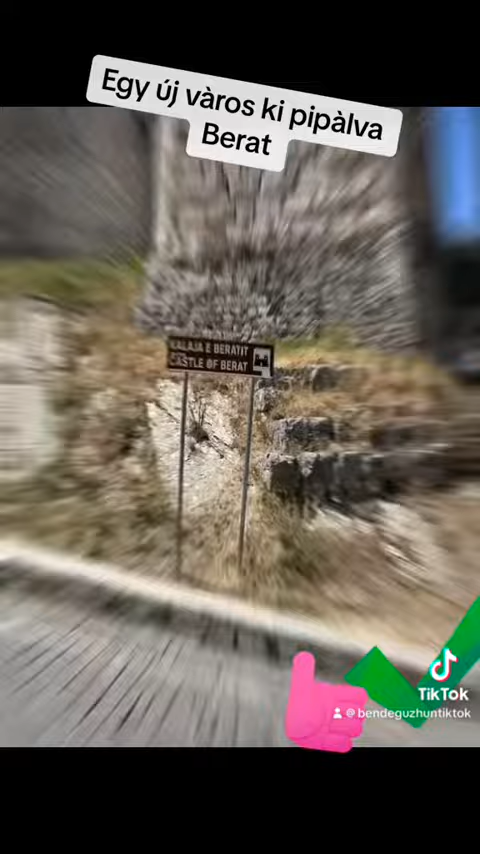 Egy új vàros ki pipàlva
Berat
KALAJA E BERATIT
CASTLE OF BERAT
TikTok
@bendeguzhuntiktok